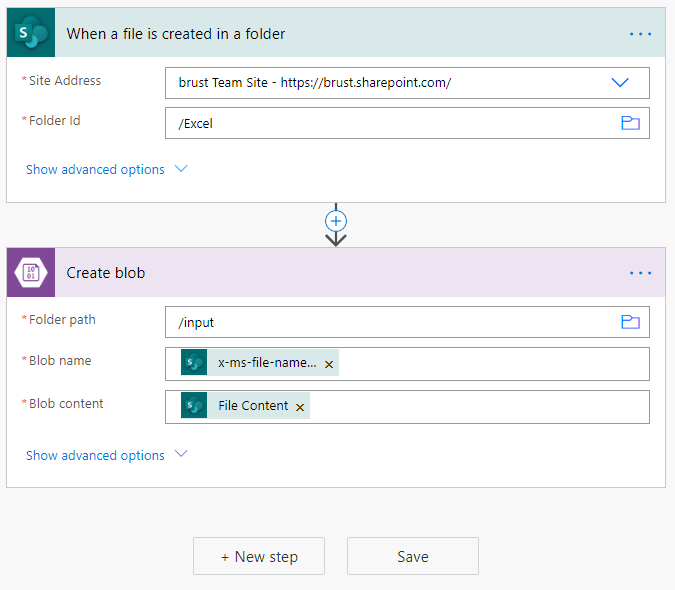 When a file is created in a folder
* Site Address
brust Team Site - https://brust.sharepoint.com/
* Folder Id
/Excel
Show advanced options
Create blob
* Folder path
/input
* Blob name
x-ms-file-name... ×
* Blob content
File Content ×
Show advanced options
+ New step
Save